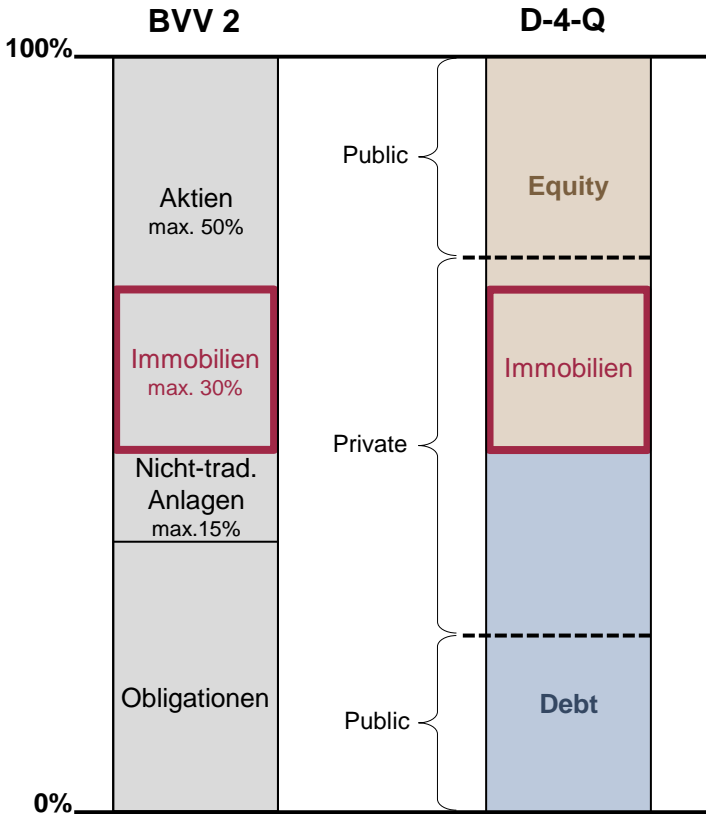 BVV 2
D-4-Q
100%
Aktien
max. 50%
Public
Equity
Immobilien
max. 30%
Immobilien
Private
Nicht-trad.
Anlagen
max.15%
Obligationen
Public
Debt
0%